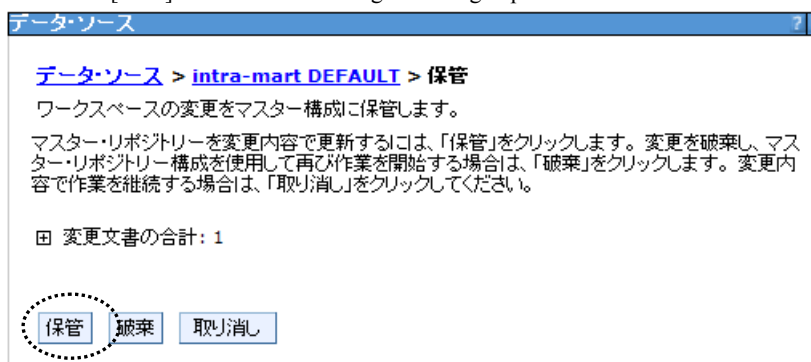 データ・ソース ?
データ・ソース > intra-mart DEFAULT > 保管
ワークスペースの変更をマスター構成に保管します。
マスター・リポジトリーを変更内容で更新するには、「保管」をクリックします。変更を破棄し、マス
ター・リポジトリー構成を使用して再び作業を開始する場合は、「破棄」をクリックします。変更内
容で作業を継続する場合は、「取り消し」をクリックしてください。
変更文書の合計: 1
保管 破棄 取り消し